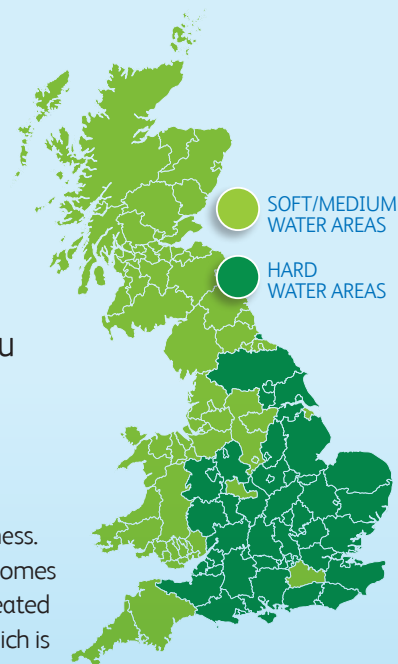 SOFT/MEDIUM
WATER AREAS
HARD
WATER AREAS
u
ness.
omes
eated
ich is